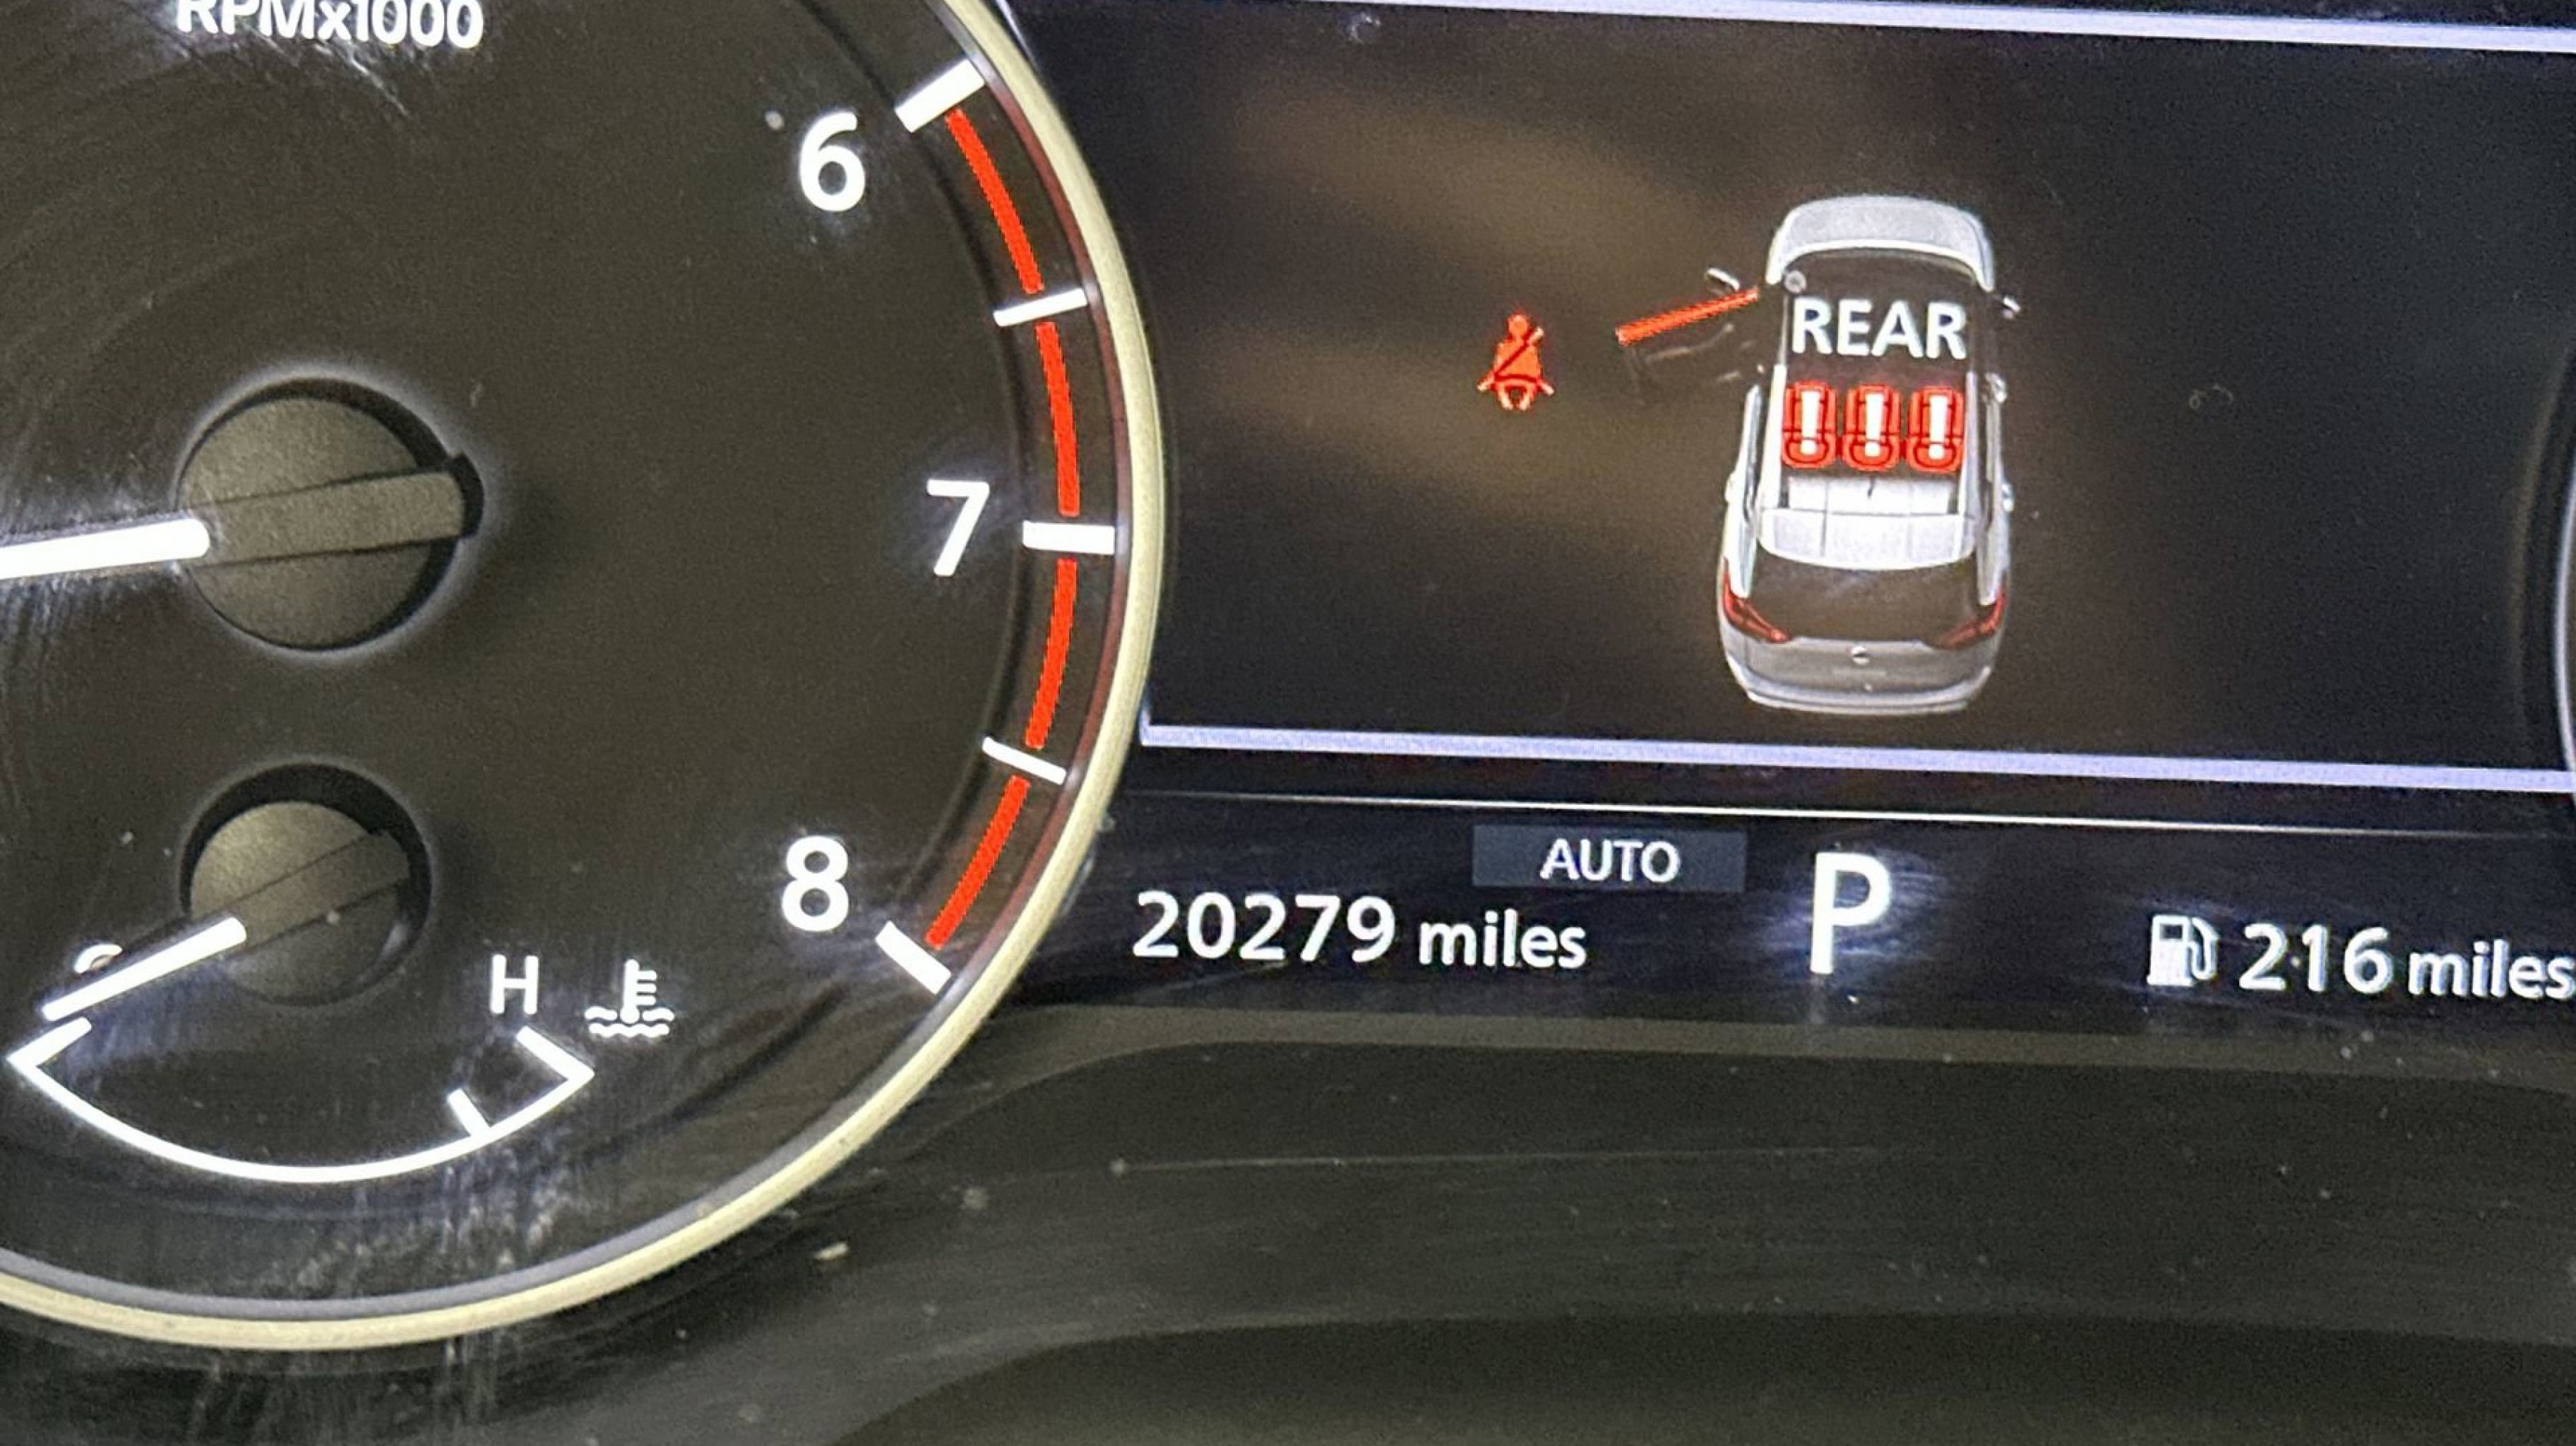 RPMx1000
6
7
8
H
REAR
AUTO
20279 miles
P
216 miles